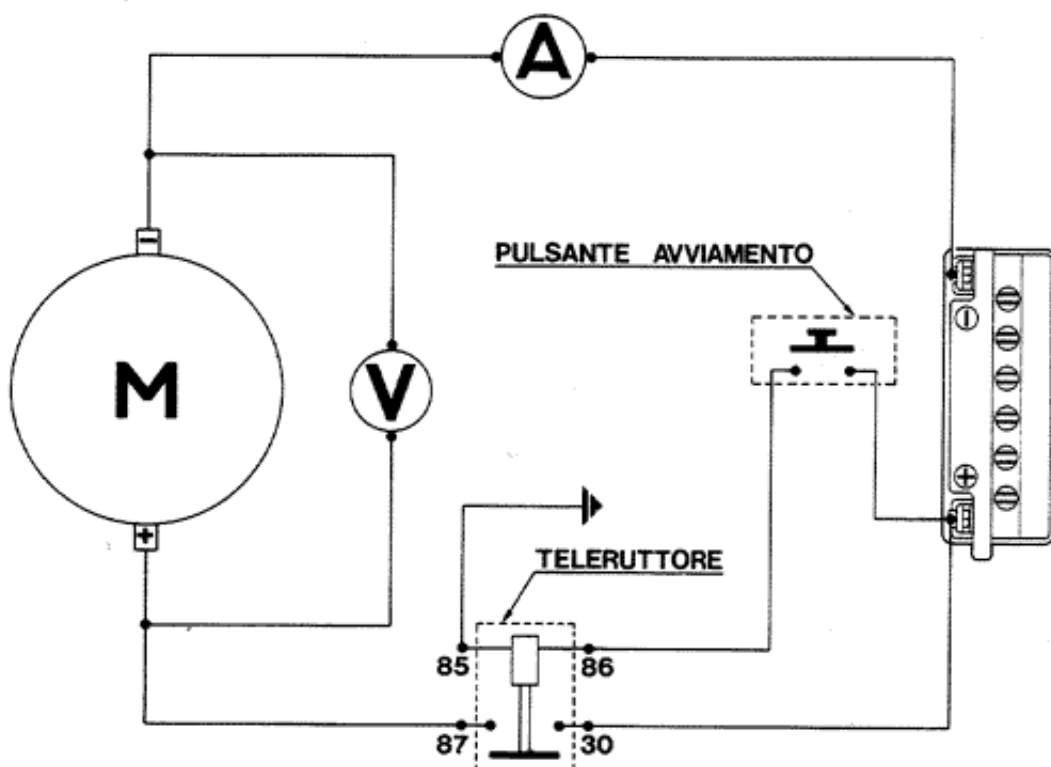 A
PULSANTE AVVIAMENTO
−
−
M
V
+
+
TELERUTTORE
85 86
87 30